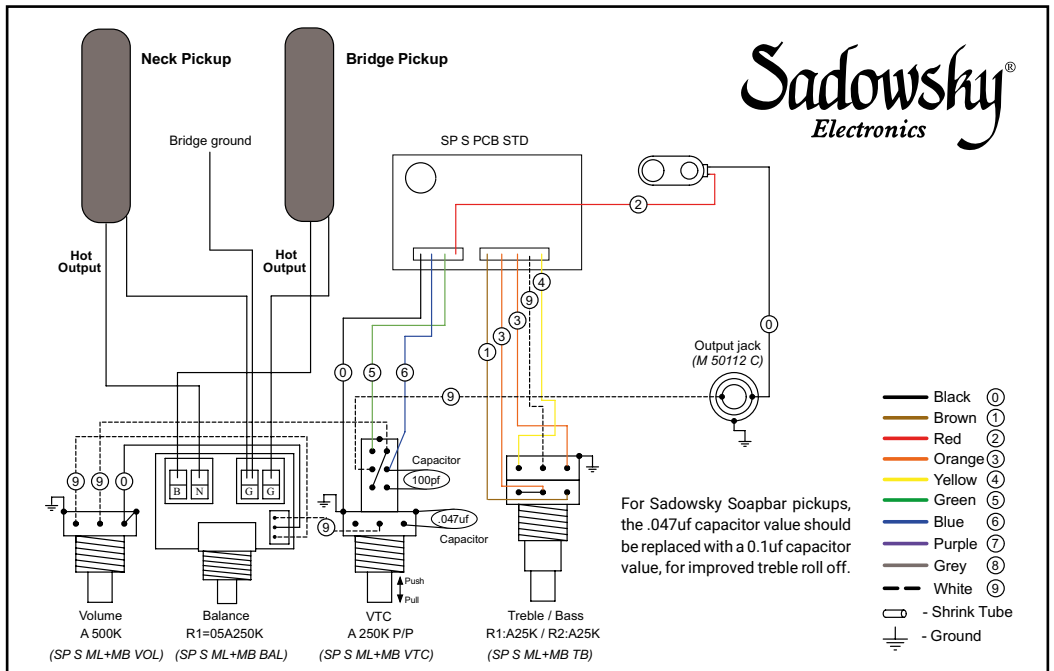 Neck Pickup
Bridge Pickup
Sadowsky®
Electronics
Bridge ground
SP S PCB STD
2
Hot
Output
Hot
Output
4
9
3
3
1
0
Output jack
(M 50112 C)
0
5
6
9
Capacitor
100pf
.047uf
Capacitor
9
9
0
B
N
G
G
9
Push
Pull
For Sadowsky Soapbar pickups,
the .047uf capacitor value should
be replaced with a 0.1uf capacitor
value, for improved treble roll off.
Black 0
Brown 1
Red 2
Orange 3
Yellow 4
Green 5
Blue 6
Purple 7
Grey 8
White 9
- Shrink Tube
- Ground
Volume
A 500K
(SP S ML+MB VOL)
Balance
R1=05A250K
(SP S ML+MB BAL)
VTC
A 250K P/P
(SP S ML+MB VTC)
Treble / Bass
R1:A25K / R2:A25K
(SP S ML+MB TB)